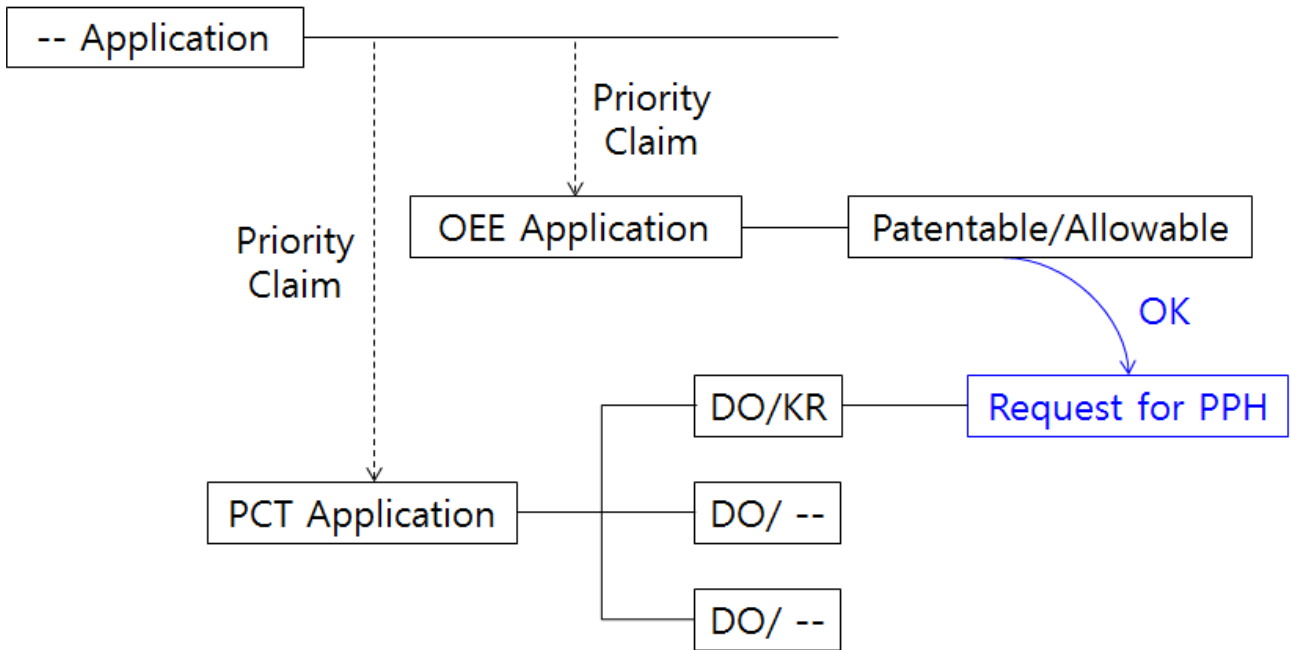 -- Application
Priority
Claim
OEE Application
Patentable/Allowable
Priority
Claim
OK
DO/KR
Request for PPH
PCT Application
DO/ --
DO/ --